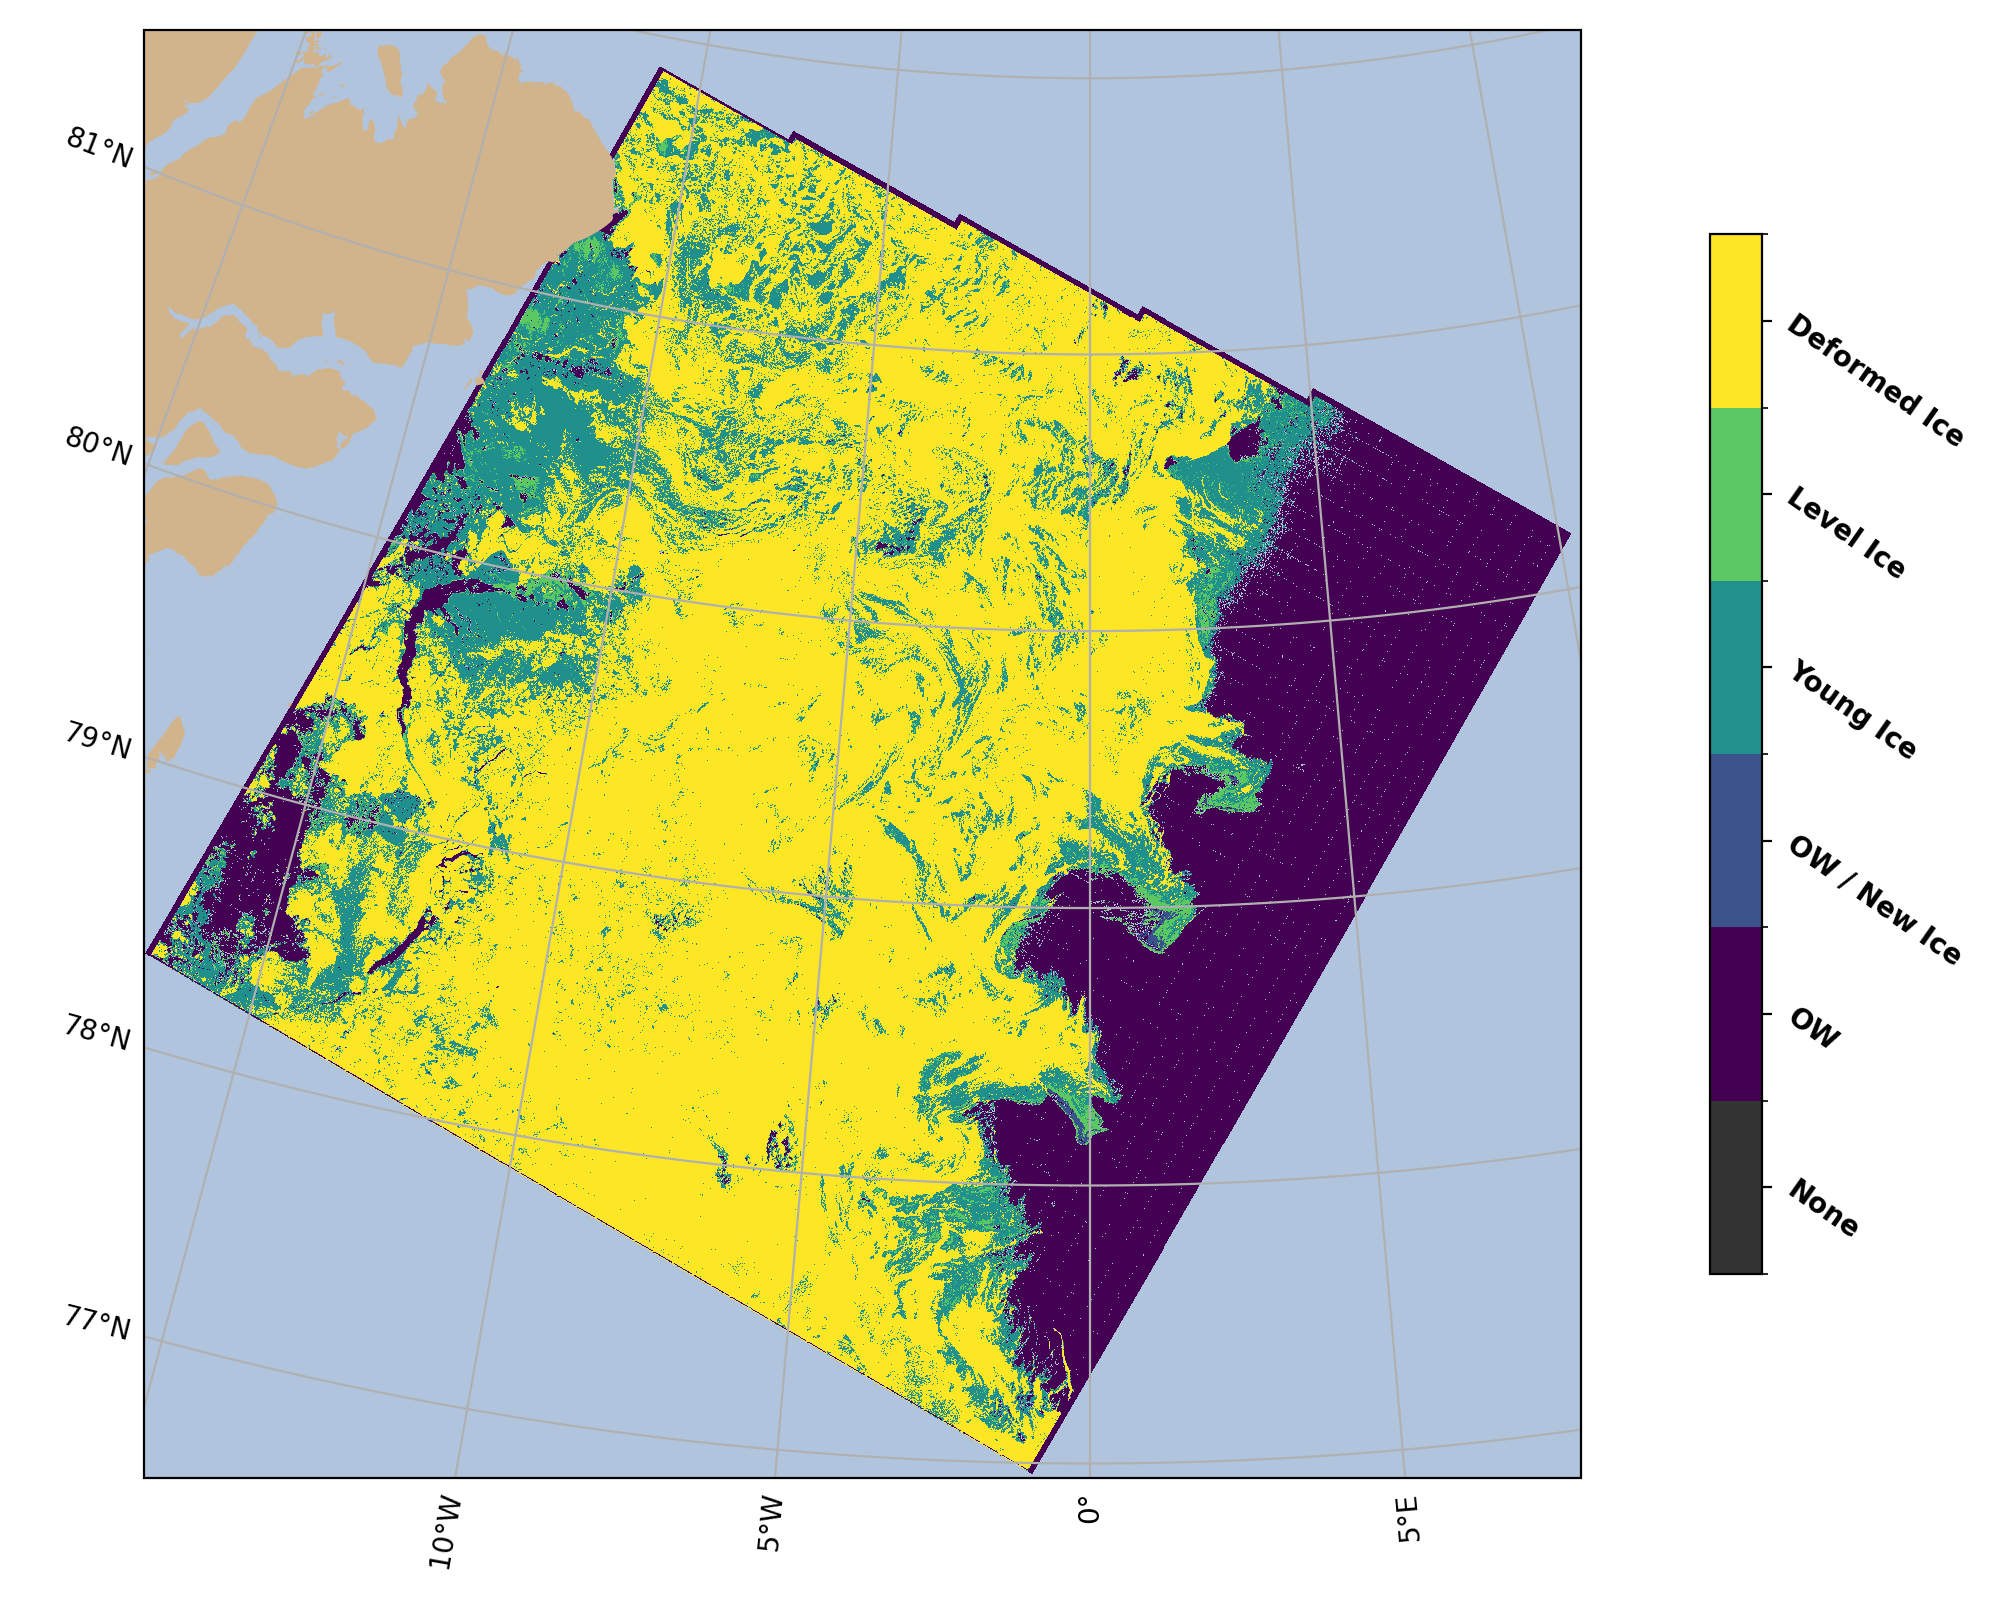 81°N
80°N
79°N
78°N
77°N
10°W
5°W
0°
5°E
Deformed Ice
Level Ice
Young Ice
OW / New Ice
OW
None